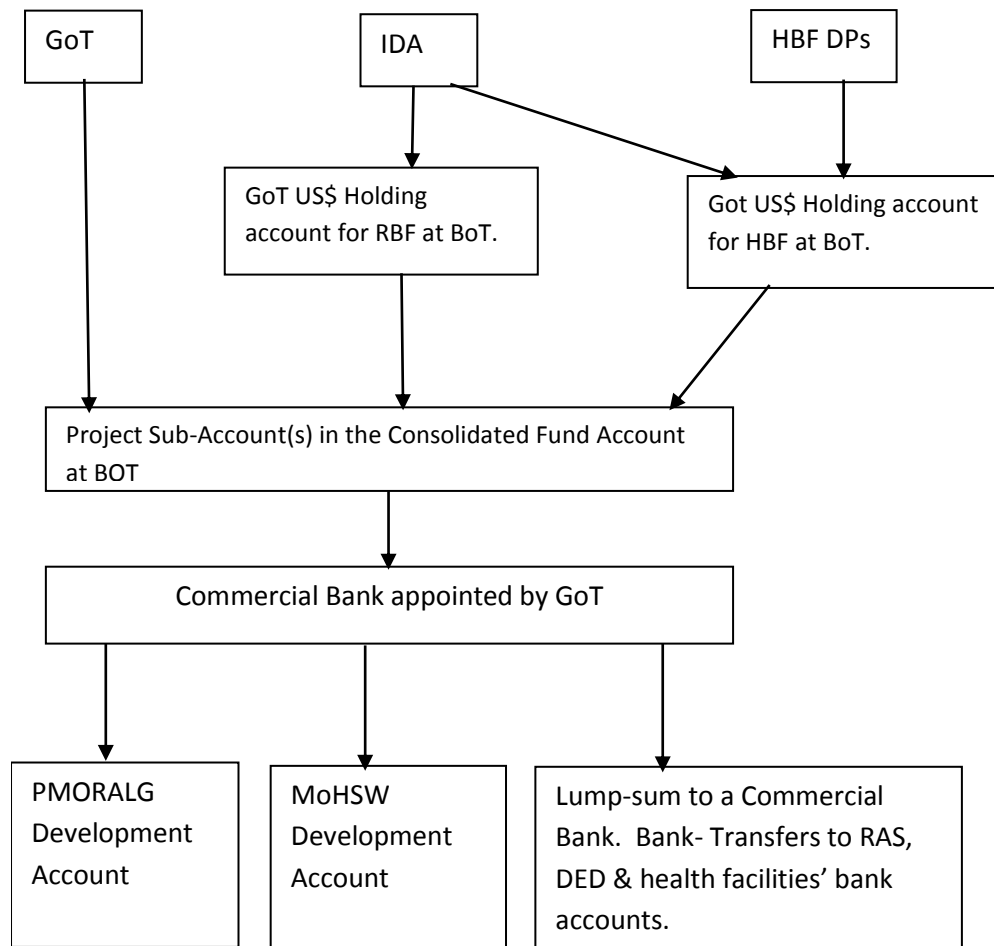 GoT
IDA
HBF DPs
GoT US$ Holding
account for RBF at BoT.
Got US$ Holding account
for HBF at BoT.
Project Sub-Account(s) in the Consolidated Fund Account
at BOT
Commercial Bank appointed by GoT
PMORALG
Development
Account
MoHSW
Development
Account
Lump-sum to a Commercial
Bank.  Bank- Transfers to RAS,
DED & health facilities’ bank
accounts.